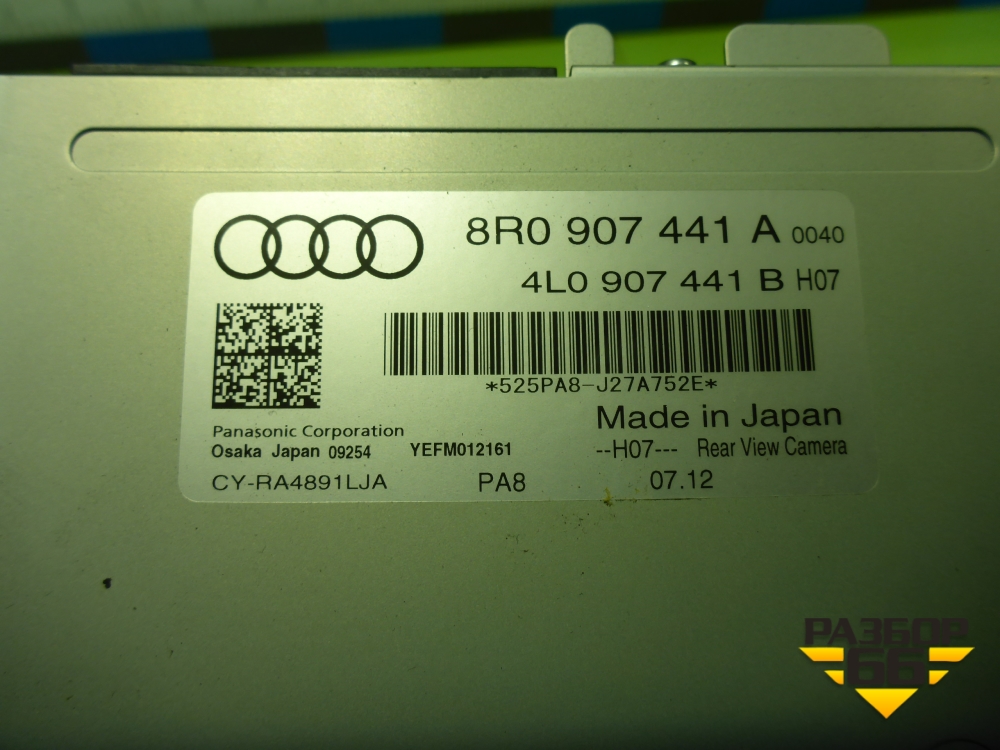 8R0 907 441 A 0040
4L0 907 441 B H07
*525PA8-J27A752E*
Made in Japan
Panasonic Corporation
Osaka Japan 09254 YEFM012161 --H07--- Rear View Camera
CY-RA4891LJA PA8 07.12
РАЗБОР
66